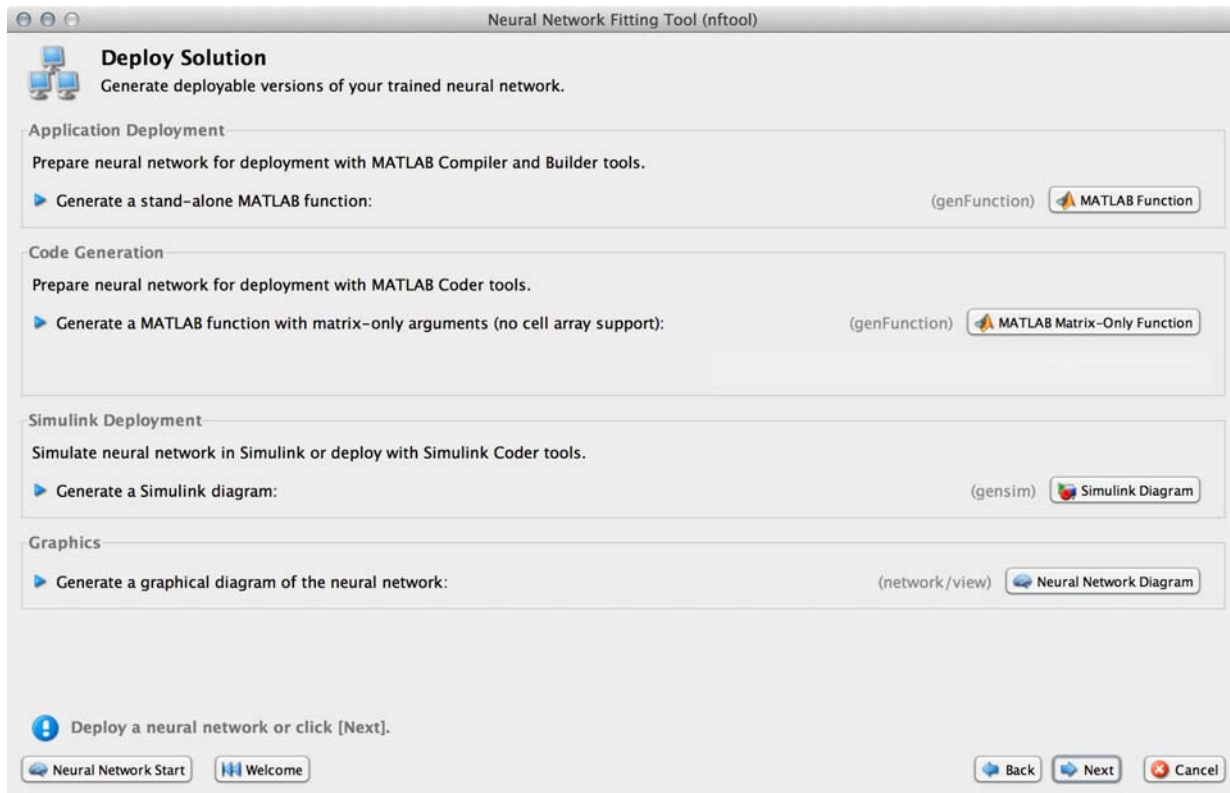 Neural Network Fitting Tool (nftool)
Deploy Solution
Generate deployable versions of your trained neural network.
Application Deployment
Prepare neural network for deployment with MATLAB Compiler and Builder tools.
Generate a stand-alone MATLAB function: (genFunction) MATLAB Function
Code Generation
Prepare neural network for deployment with MATLAB Coder tools.
Generate a MATLAB function with matrix-only arguments (no cell array support): (genFunction) MATLAB Matrix-Only Function
Simulink Deployment
Simulate neural network in Simulink or deploy with Simulink Coder tools.
Generate a Simulink diagram: (gensim) Simulink Diagram
Graphics
Generate a graphical diagram of the neural network: (network/view) Neural Network Diagram
Deploy a neural network or click [Next].
Neural Network Start Welcome Back Next Cancel